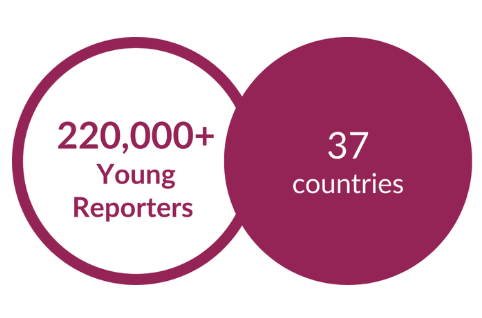 220,000+
Young
Reporters
37
countries